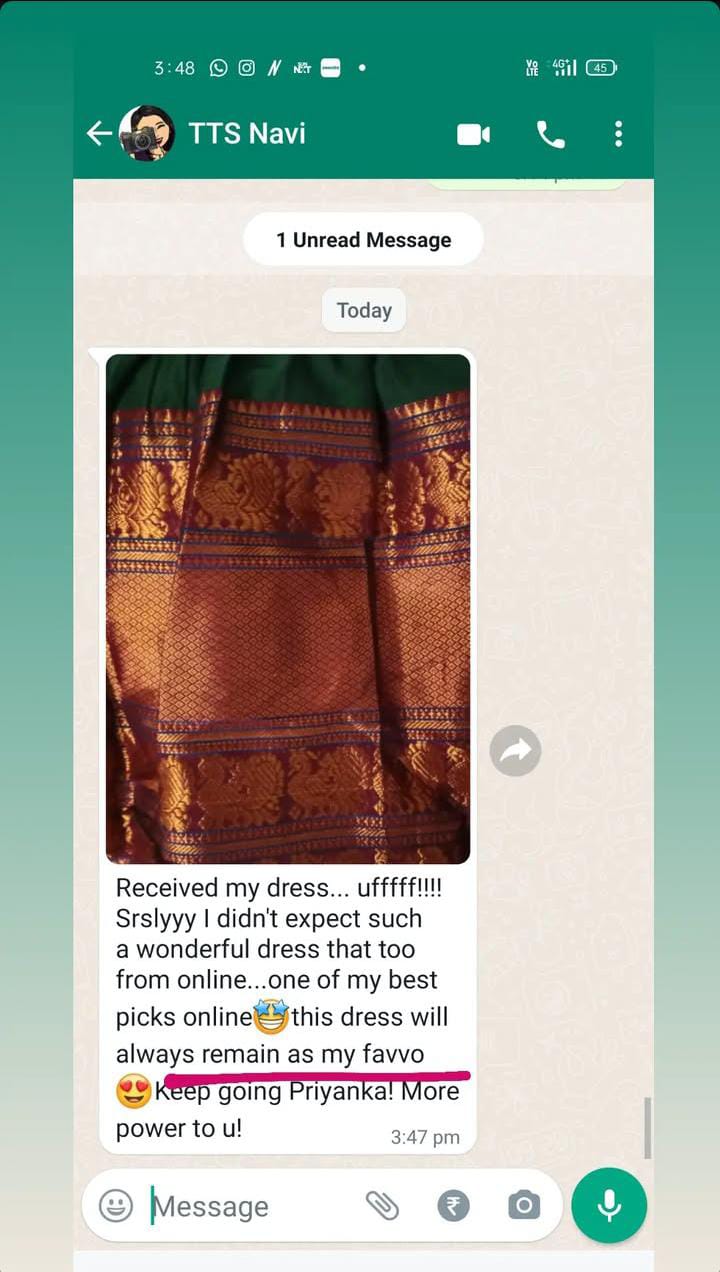 3:48
Vo LTE 4G+ 45
TTS Navi
1 Unread Message
Today
Received my dress... ufffff!!!!
Srslyyy I didn't expect such
a wonderful dress that too
from online...one of my best
picks online🤩this dress will
always remain as my favvo
😍Keep going Priyanka! More
power to u!
3:47 pm
Message